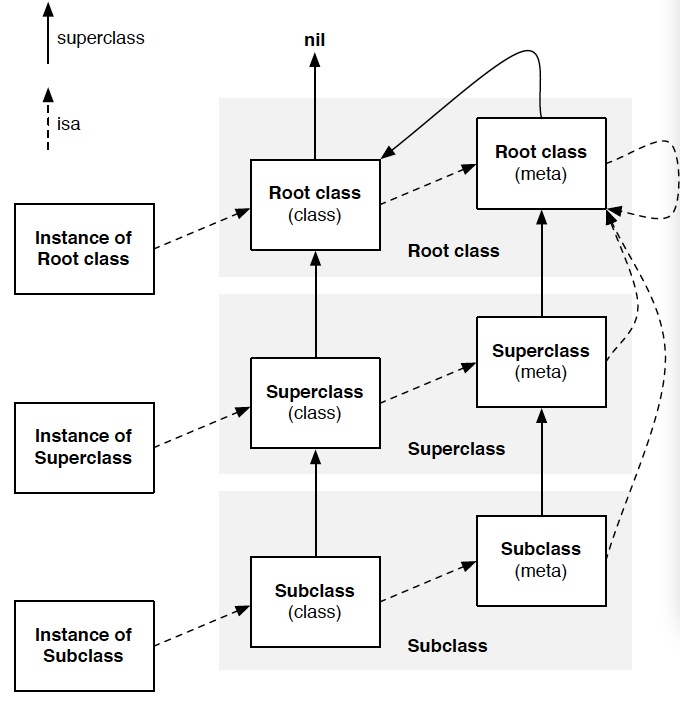 superclass
nil
isa
Root class
(meta)
Root class
(class)
Instance of
Root class
Root class
Superclass
(meta)
Superclass
(class)
Instance of
Superclass
Superclass
Subclass
(meta)
Subclass
(class)
Instance of
Subclass
Subclass